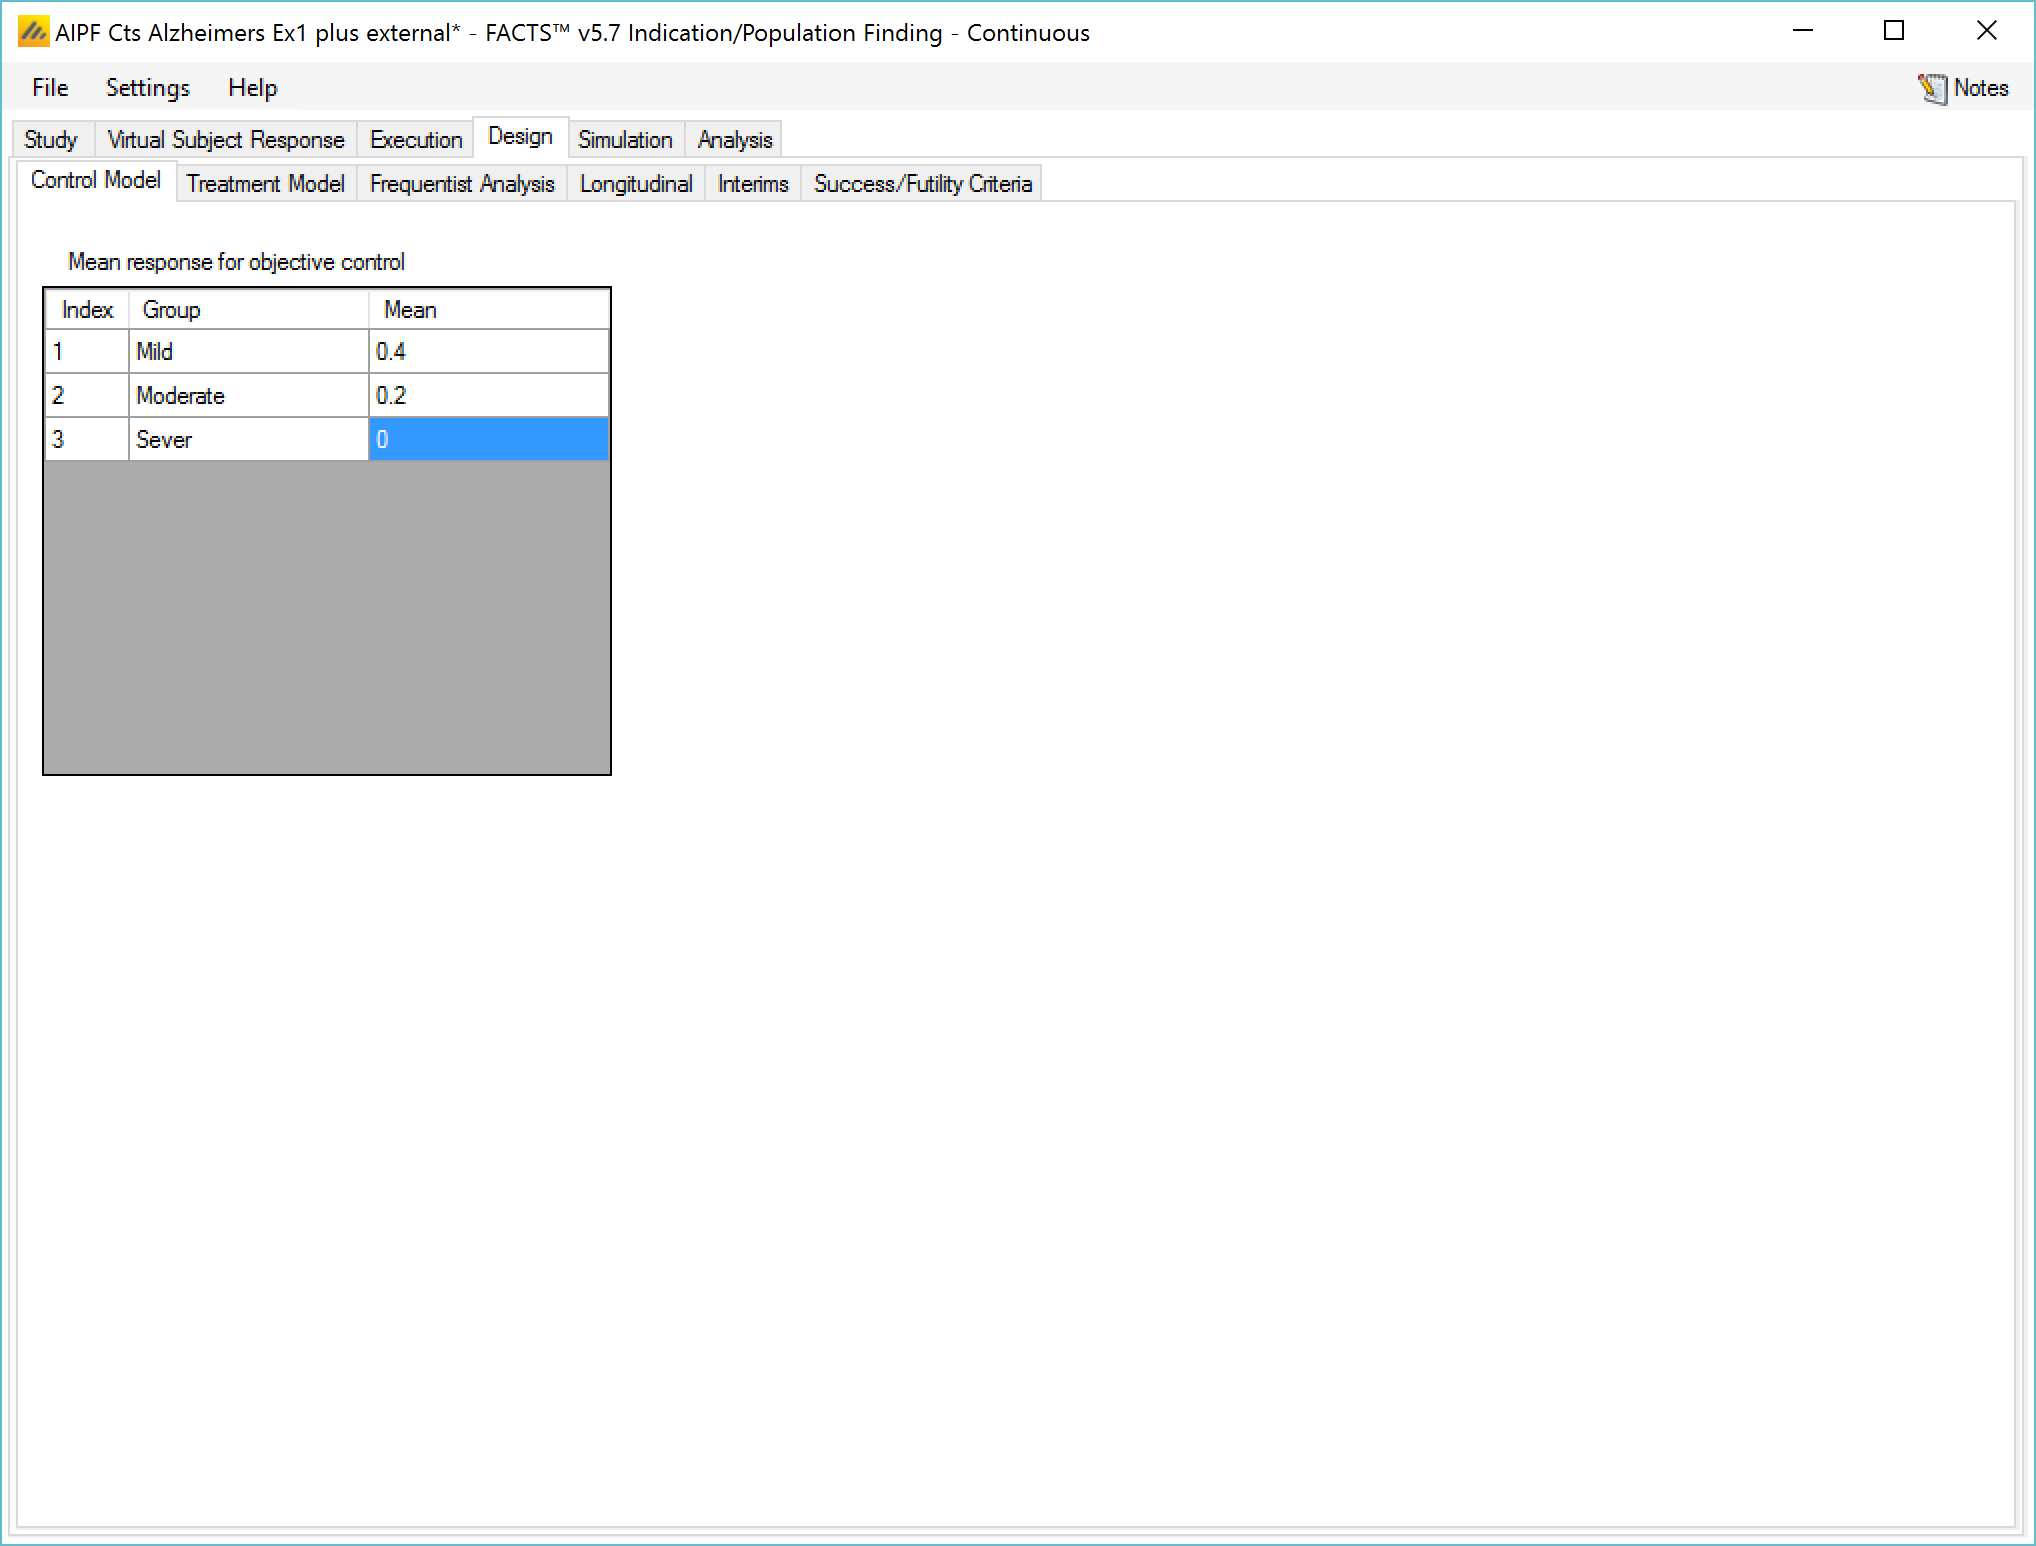 AIPF Cts Alzheimers Ex1 plus external* - FACTS™ v5.7 Indication/Population Finding - Continuous
File Settings Help Notes
Study Virtual Subject Response Execution Design Simulation Analysis
Control Model Treatment Model Frequentist Analysis Longitudinal Interims Success/Futility Criteria
Mean response for objective control
Index Group Mean
1 Mild 0.4
2 Moderate 0.2
3 Sever 0